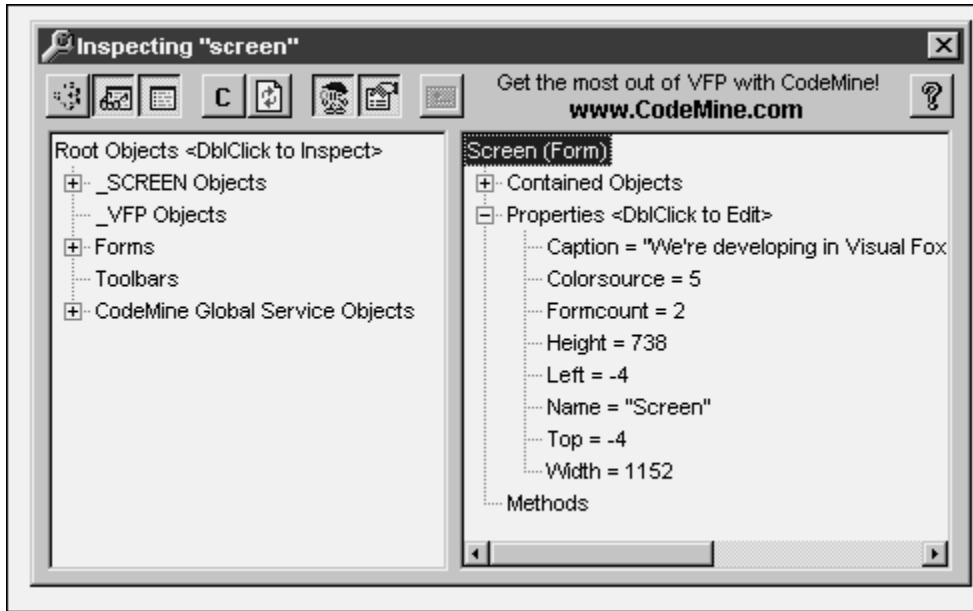 Inspecting "screen"
C
Get the most out of VFP with CodeMine!
www.CodeMine.com
?
Root Objects <DblClick to Inspect>
_SCREEN Objects
_VFP Objects
Forms
Toolbars
CodeMine Global Service Objects
Screen (Form)
Contained Objects
Properties <DblClick to Edit>
Caption = "We're developing in Visual Fox
Colorsource = 5
Formcount = 2
Height = 738
Left = -4
Name = "Screen"
Top = -4
Width = 1152
Methods